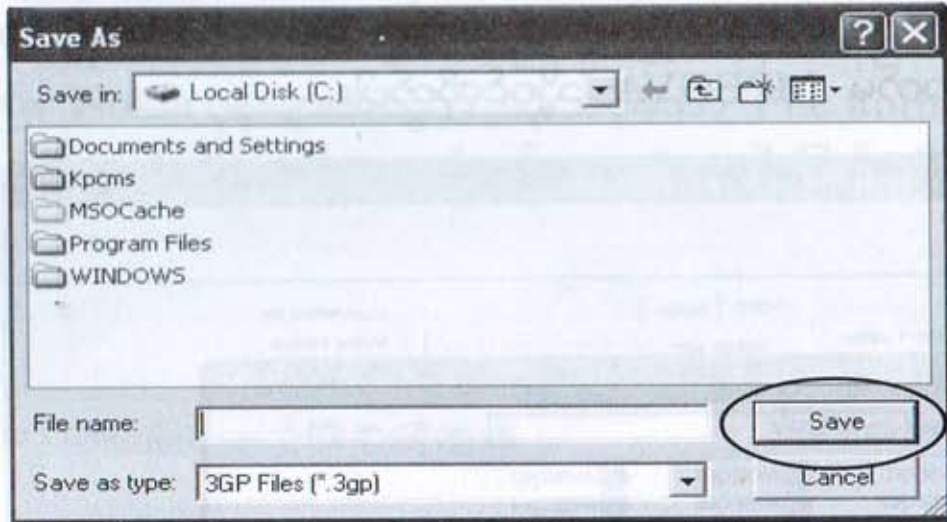 Save As
Save in: Local Disk (C:)
Documents and Settings
Kpcms
MSOCache
Program Files
WINDOWS
File name:
Save
Save as type: 3GP Files (*.3gp)
Cancel